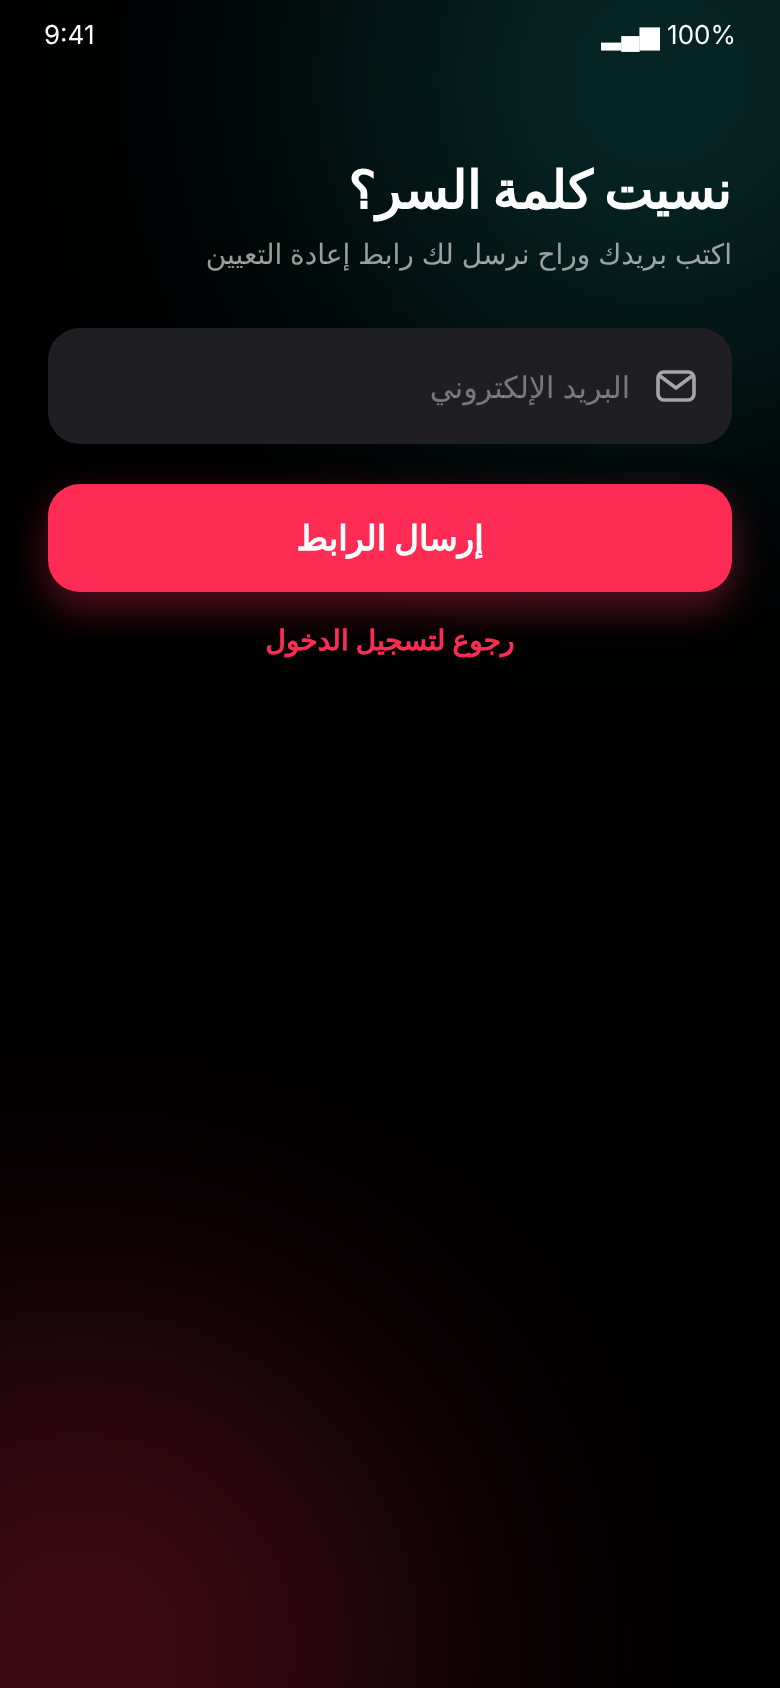 9:41
100%
نسيت كلمة السر؟
اكتب بريدك وراح نرسل لك رابط إعادة التعيين
البريد الإلكتروني
إرسال الرابط
رجوع لتسجيل الدخول